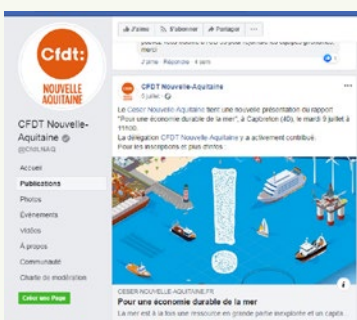 J'aime S'abonner Partager ...
merci
J'aime · Répondre · 4 sem
Cfdt:
NOUVELLE
AQUITAINE
CFDT Nouvelle-
Aquitaine
Accueil
Publications
Photos
Évènements
Vidéos
À propos
Communauté
Charte de modération
Créer une Page
CFDT Nouvelle-Aquitaine
5 juillet
Le Ceser Nouvelle-Aquitaine tient une nouvelle présentation du rapport
"Pour une économie durable de la mer", à Capbreton (40), le mardi 9 juillet à
11h00.
La délégation CFDT Nouvelle-Aquitaine y a activement contribué.
Pour les inscriptions et plus d'infos :
CESER-NOUVELLE-AQUITAINE.FR
Pour une économie durable de la mer
La mer est à la fois une ressource en grande partie inexplorée et un capital...